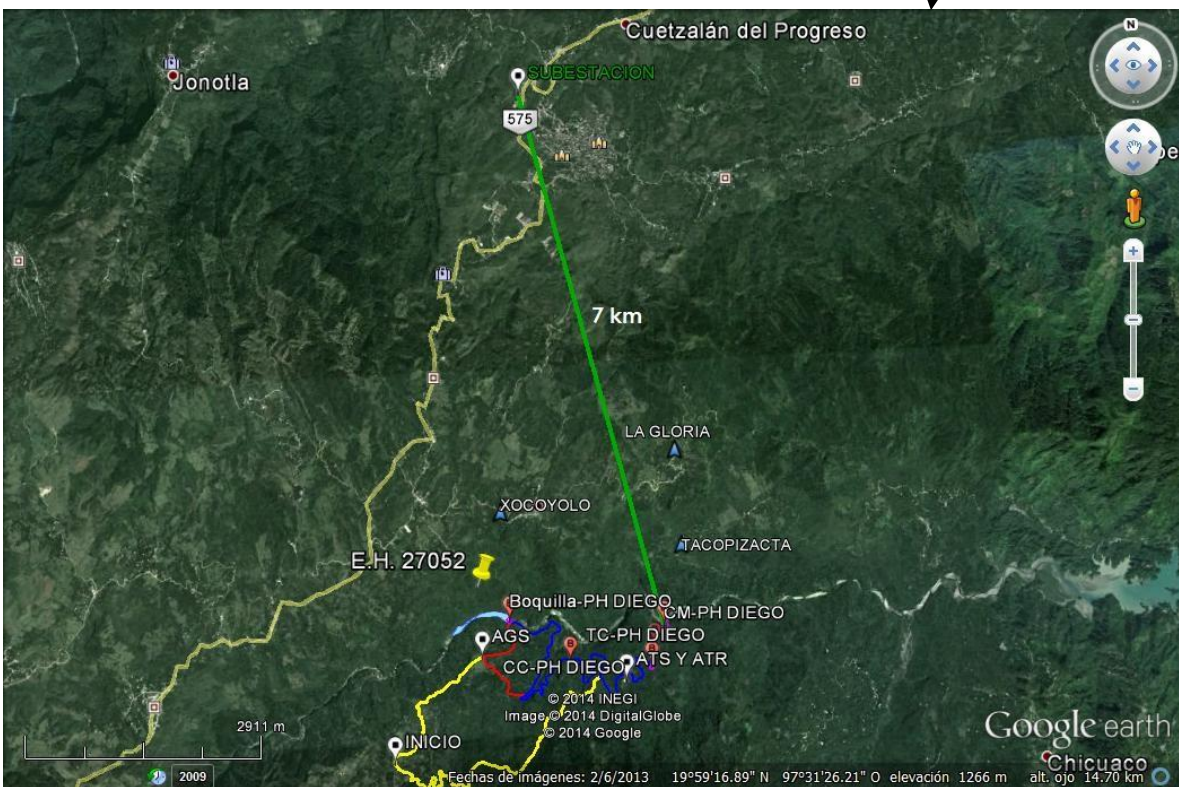 Cuetzalán del Progreso
Jonotla
SUBESTACION
575
N
7 km
LA GLORIA
XOCOYOLO
TACOPIZACTA
E.H. 27052
Boquilla-PH DIEGO
CM-PH DIEGO
AGS
TC-PH DIEGO
CC-PH DIEGO
ATS Y ATR
© 2014 INEGI
Image © 2014 DigitalGlobe
© 2014 Google
2911 m
INICIO
Google earth
Chicuaco
2009
Fechas de imágenes: 2/6/2013 19°59'16.89" N 97°31'26.21" O elevación 1266 m alt. ojo 14.70 km